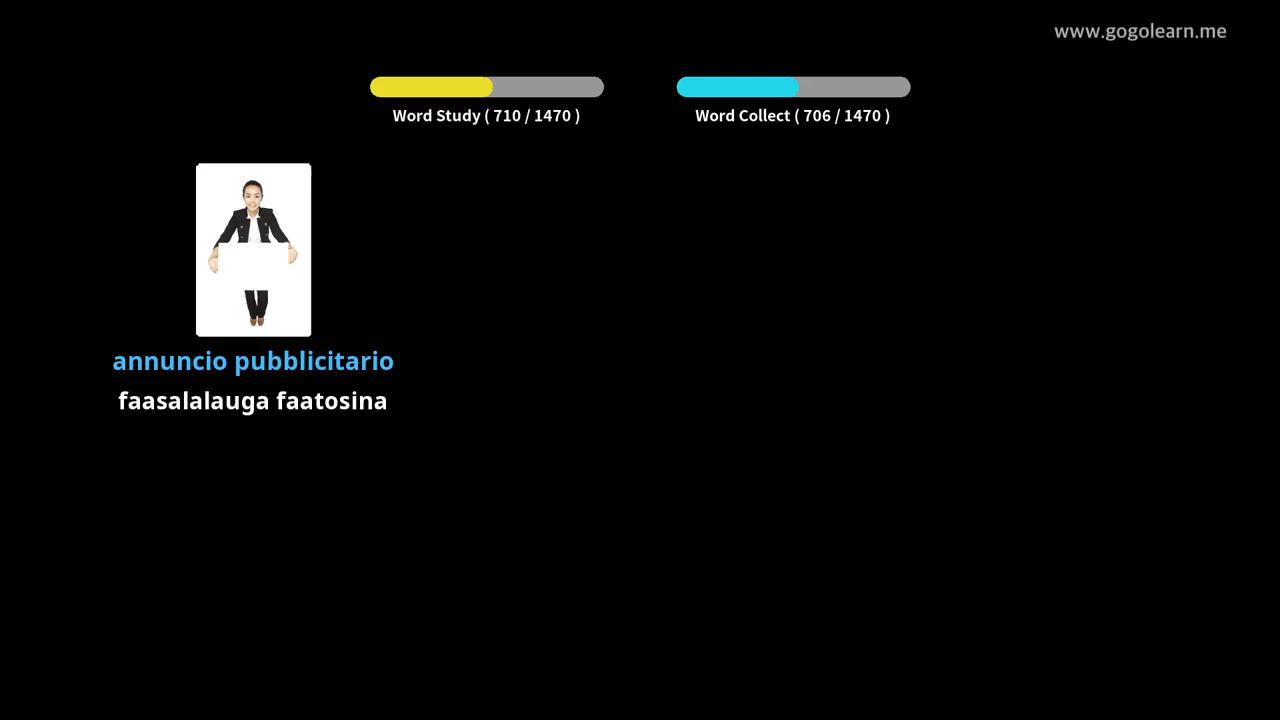 www.gogolearn.me
Word Study ( 710 / 1470 )
Word Collect ( 706 / 1470 )
annuncio pubblicitario
faasalalauga faatosina